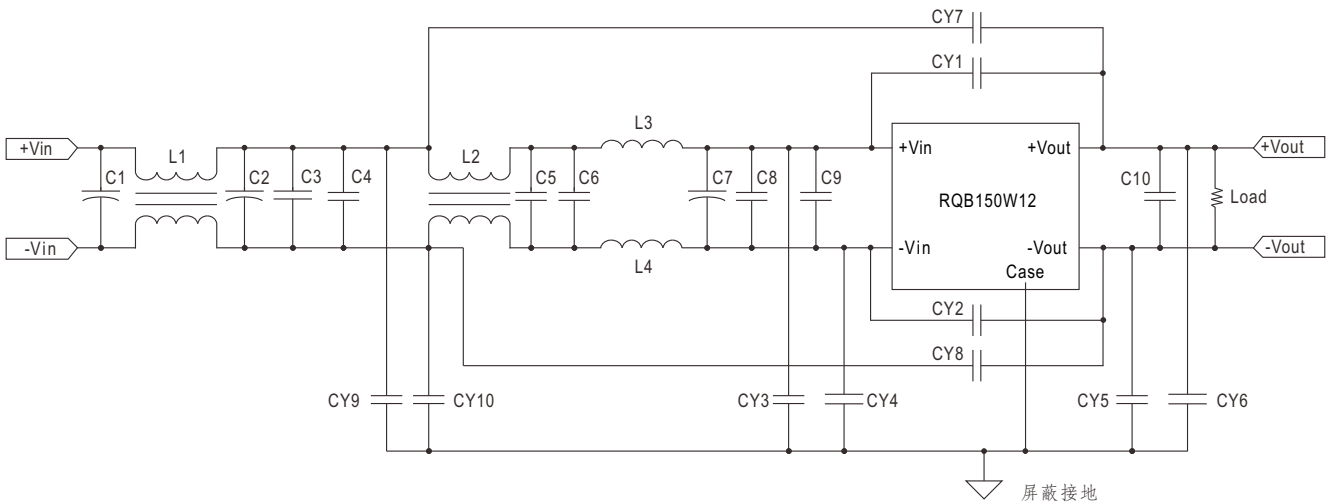 CY7
CY1
L3
+Vin
L1
L2
+Vin
+Vout
+Vout
C1
C2
C3
C4
C5
C6
C7
C8
C9
C10
RQB150W12
Load
-Vin
-Vin
-Vout
-Vout
L4
Case
CY2
CY8
CY9
CY10
CY3
CY4
CY5
CY6
屏蔽接地